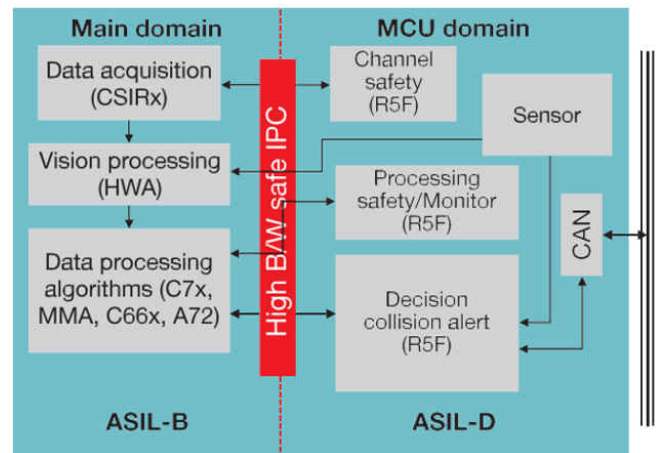 Main domain
Data acquisition
(CSIRx)
Vision processing
(HWA)
Data processing
algorithms (C7x,
MMA, C66x, A72)
ASIL-B
High B/W safe IPC
MCU domain
Channel
safety
(R5F)
Sensor
Processing
safety/Monitor
(R5F)
CAN
Decision
collision alert
(R5F)
ASIL-D